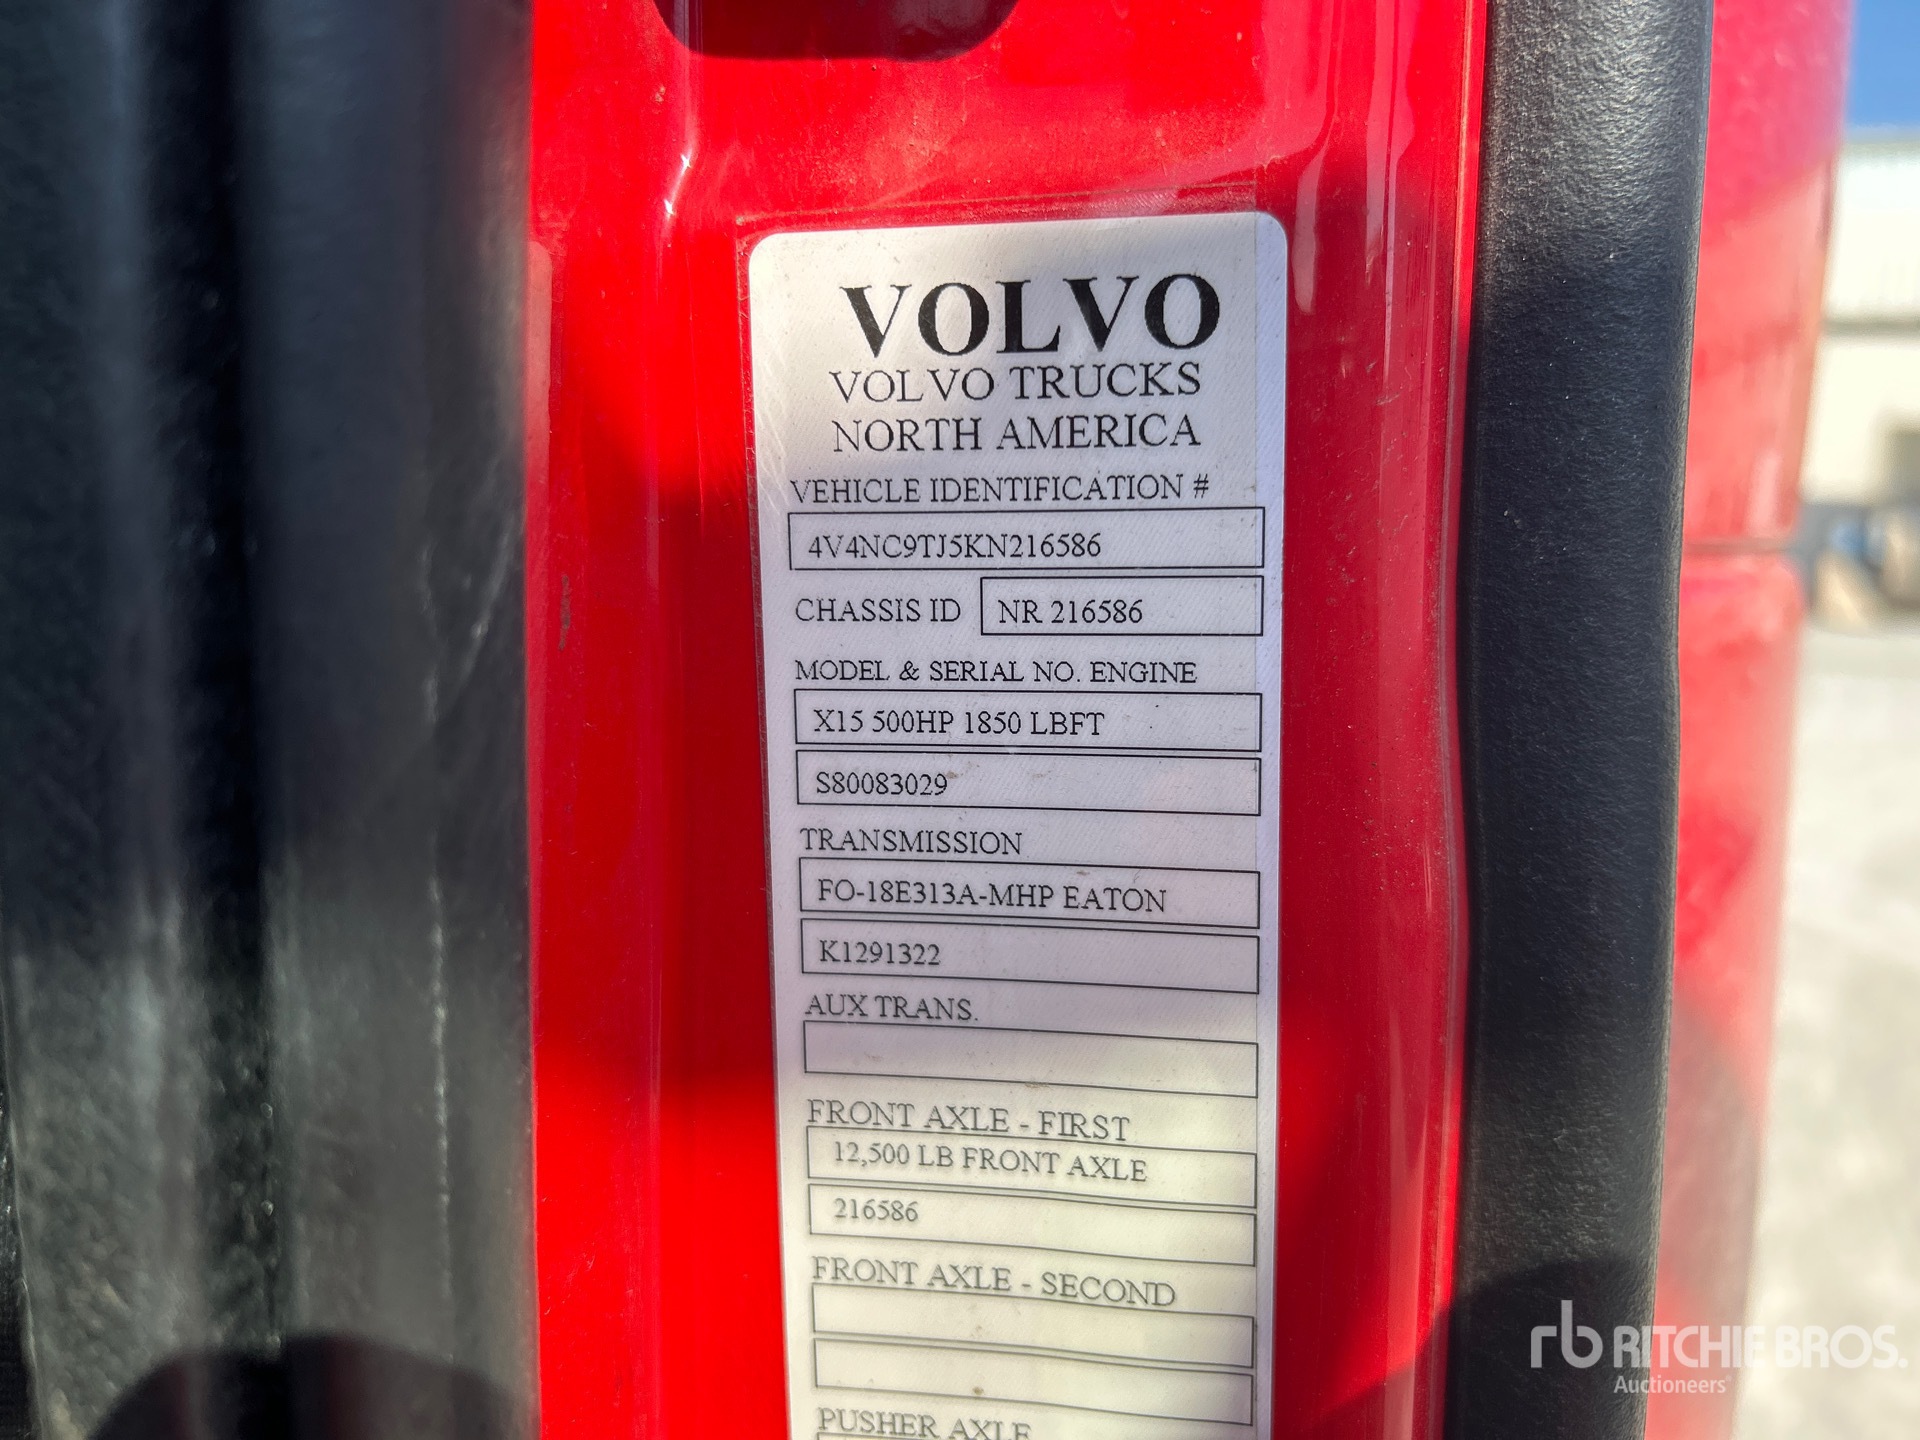 VOLVO
VOLVO TRUCKS
NORTH AMERICA
VEHICLE IDENTIFICATION #
4V4NC9TJ5KN216586
CHASSIS ID NR 216586
MODEL & SERIAL NO. ENGINE
X15 500HP 1850 LBFT
S80083029
TRANSMISSION
FO-18E313A-MHP EATON
K1291322
AUX TRANS.
FRONT AXLE - FIRST
12,500 LB FRONT AXLE
216586
FRONT AXLE - SECOND
PUSHER AXLE
rb RITCHIE BROS.
Auctioneers